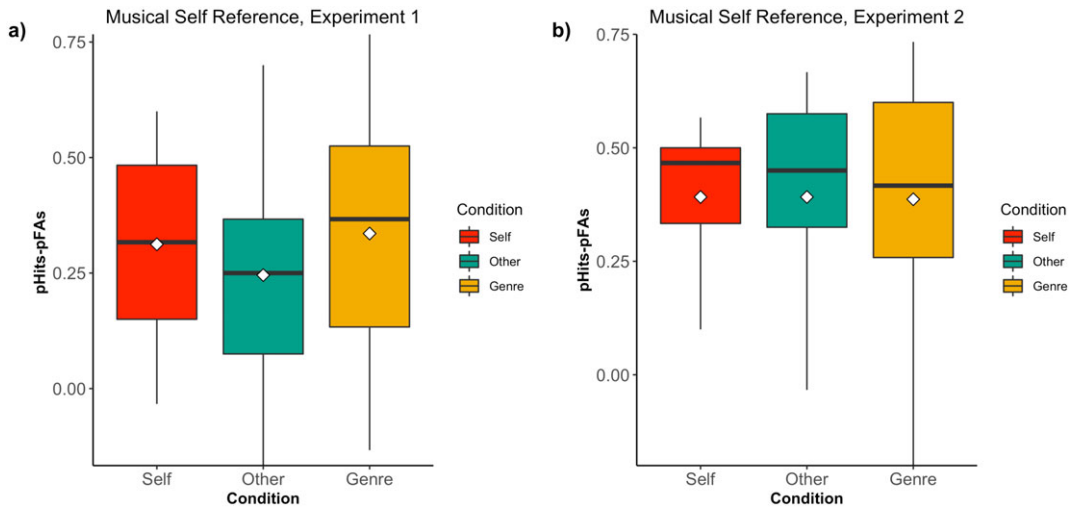 a)
Musical Self Reference, Experiment 1
0.75
0.50
0.25
0.00
pHits-pFAs
Self
Other
Genre
Condition
Condition
Self
Other
Genre
b)
Musical Self Reference, Experiment 2
0.75
0.50
0.25
0.00
pHits-pFAs
Self
Other
Genre
Condition
Condition
Self
Other
Genre